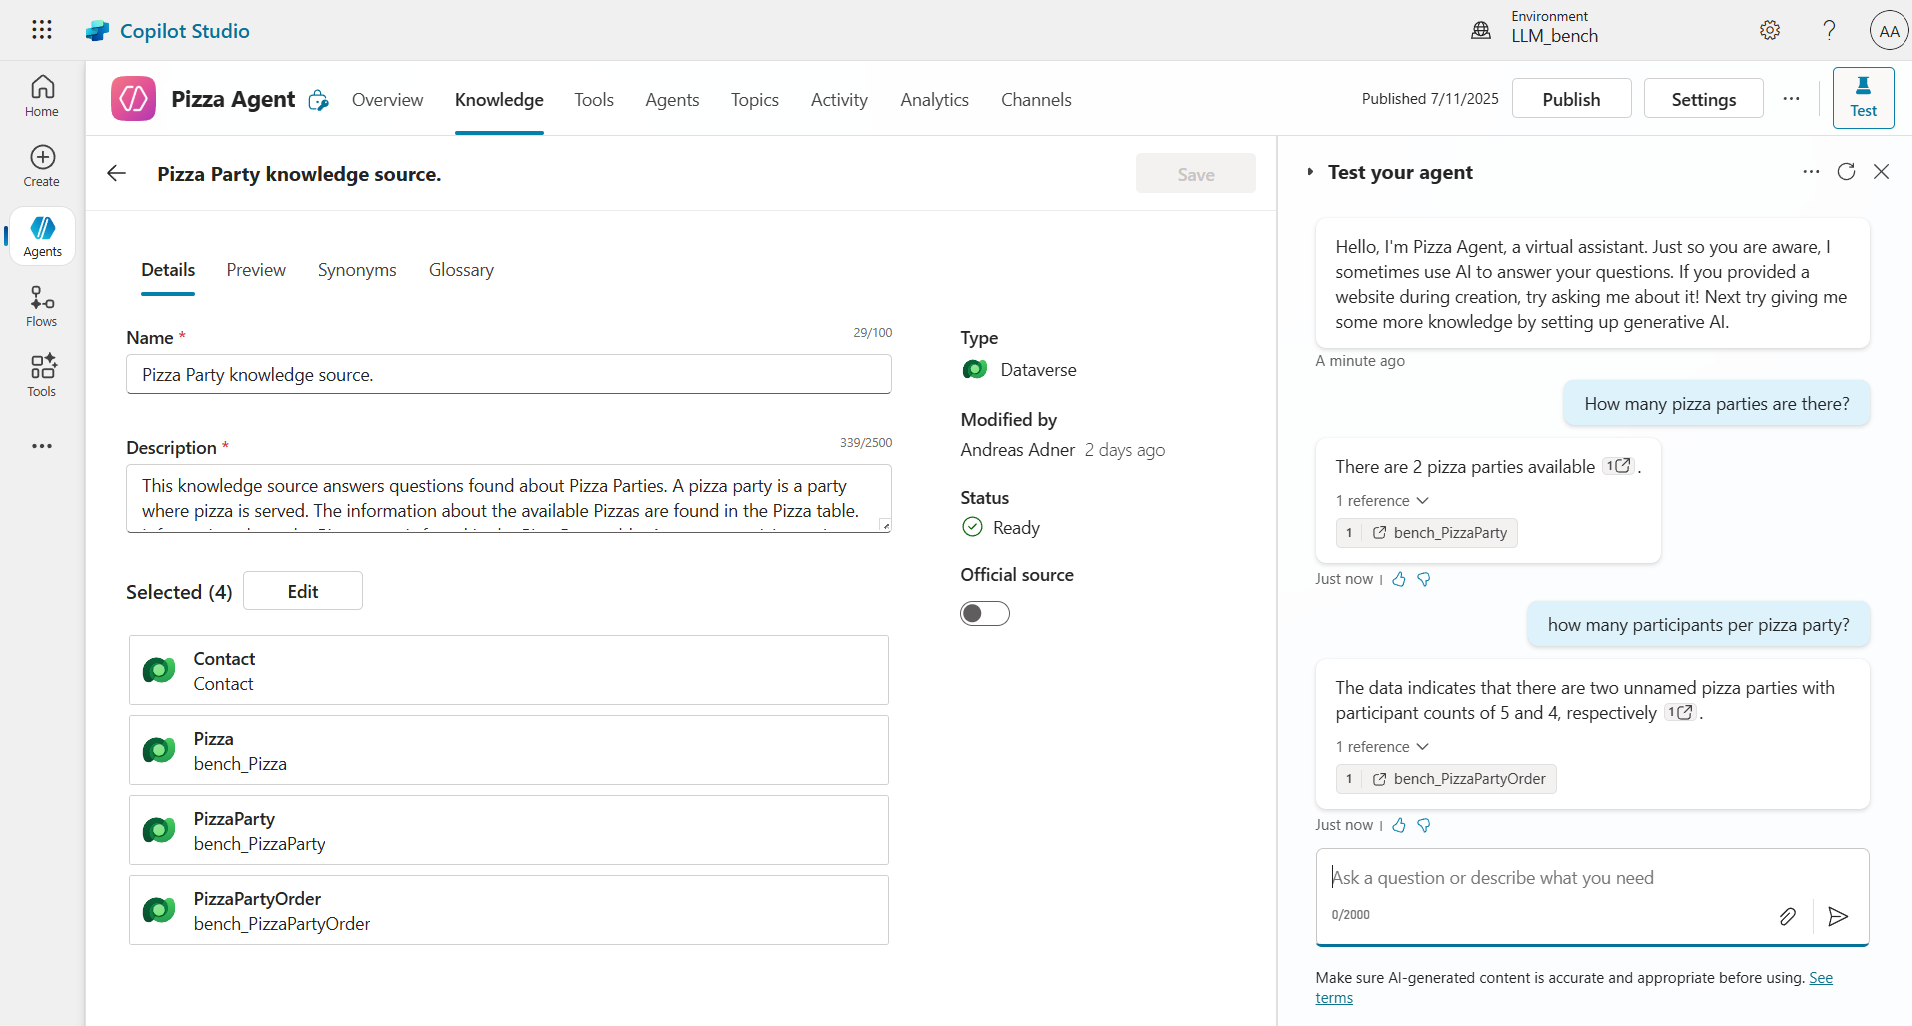 Copilot Studio
Environment
LLM_bench
AA
Home
Create
Agents
Flows
Tools
Pizza Agent
Overview
Knowledge
Tools
Agents
Topics
Activity
Analytics
Channels
Published 7/11/2025
Publish
Settings
Test
Pizza Party knowledge source.
Save
Details
Preview
Synonyms
Glossary
Name *
29/100
Pizza Party knowledge source.
Description *
339/2500
This knowledge source answers questions found about Pizza Parties. A pizza party is a party
where pizza is served. The information about the available Pizzas are found in the Pizza table.
Selected (4)
Edit
Contact
Contact
Pizza
bench_Pizza
PizzaParty
bench_PizzaParty
PizzaPartyOrder
bench_PizzaPartyOrder
Type
Dataverse
Modified by
Andreas Adner 2 days ago
Status
Ready
Official source
Test your agent
Hello, I'm Pizza Agent, a virtual assistant. Just so you are aware, I
sometimes use AI to answer your questions. If you provided a
website during creation, try asking me about it! Next try giving me
some more knowledge by setting up generative AI.
A minute ago
How many pizza parties are there?
There are 2 pizza parties available 1.
1 reference
1 bench_PizzaParty
Just now
how many participants per pizza party?
The data indicates that there are two unnamed pizza parties with
participant counts of 5 and 4, respectively 1.
1 reference
1 bench_PizzaPartyOrder
Just now
Ask a question or describe what you need
0/2000
Make sure AI-generated content is accurate and appropriate before using. See
terms